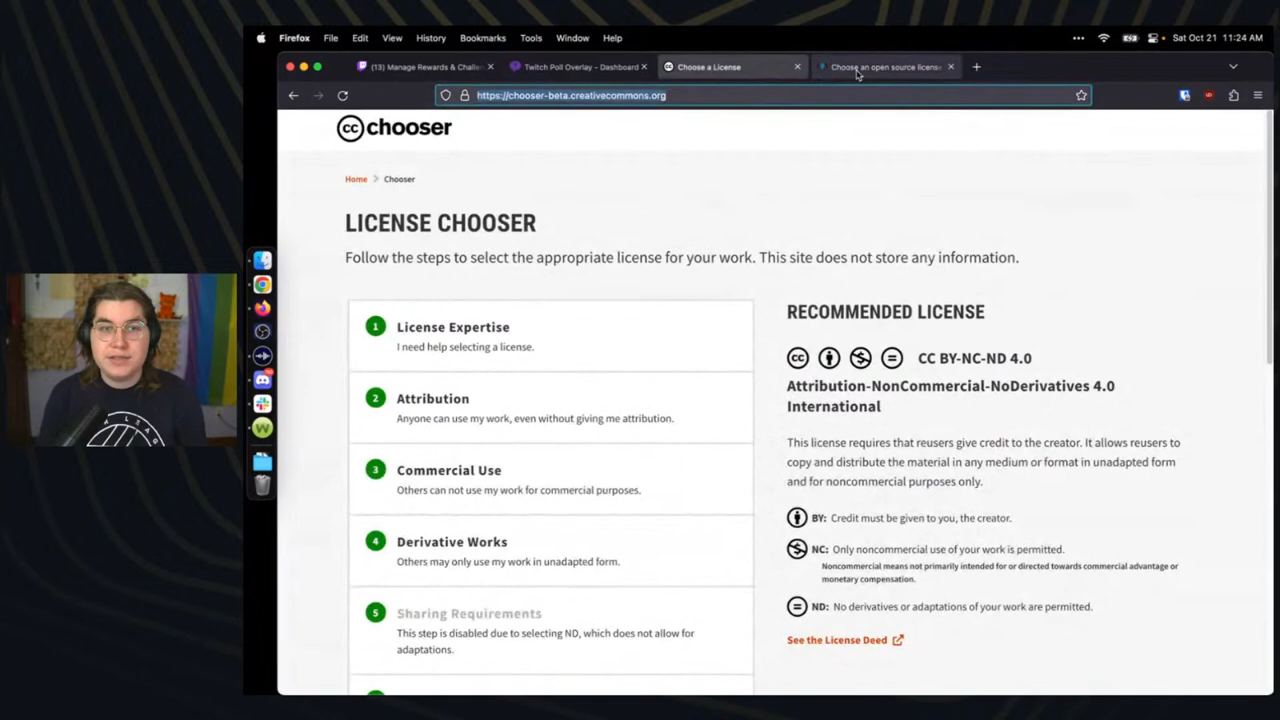 Firefox File Edit View History Bookmarks Tools Window Help
Sat Oct 21 11:24 AM
(13) Manage Rewards & Challen
Twitch Poll Overlay - Dashboard
Choose a License
Choose an open source license
https://chooser-beta.creativecommons.org
cc chooser
Home > Chooser
LICENSE CHOOSER
Follow the steps to select the appropriate license for your work. This site does not store any information.
1 License Expertise
I need help selecting a license.
2 Attribution
Anyone can use my work, even without giving me attribution.
3 Commercial Use
Others can not use my work for commercial purposes.
4 Derivative Works
Others may only use my work in unadapted form.
5 Sharing Requirements
This step is disabled due to selecting ND, which does not allow for
adaptations.
RECOMMENDED LICENSE
CC BY-NC-ND 4.0
Attribution-NonCommercial-NoDerivatives 4.0
International
This license requires that reusers give credit to the creator. It allows reusers to
copy and distribute the material in any medium or format in unadapted form
and for noncommercial purposes only.
BY: Credit must be given to you, the creator.
NC: Only noncommercial use of your work is permitted.
Noncommercial means not primarily intended for or directed towards commercial advantage or
monetary compensation.
ND: No derivatives or adaptations of your work are permitted.
See the License Deed